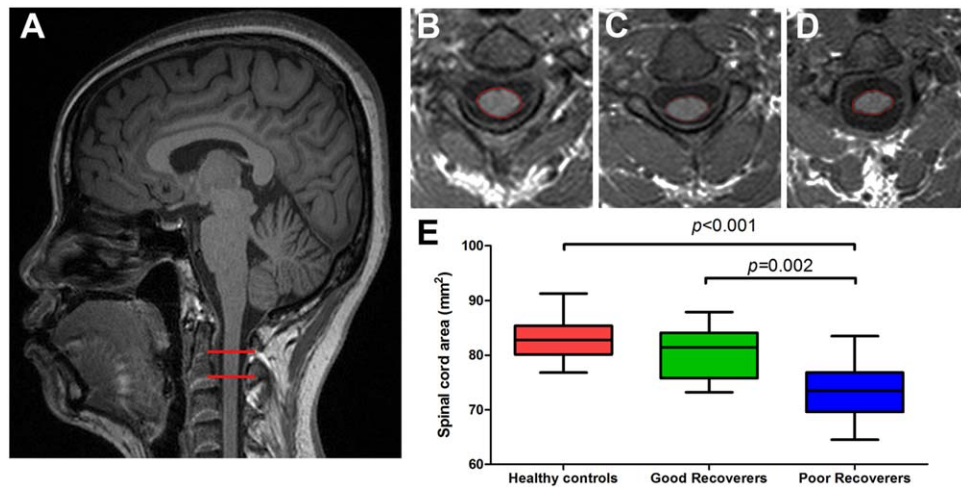 A
B
C
D
E
p<0.001
p=0.002
Spinal cord area (mm²)
100
90
80
70
60
Healthy controls
Good Recoverers
Poor Recoverers